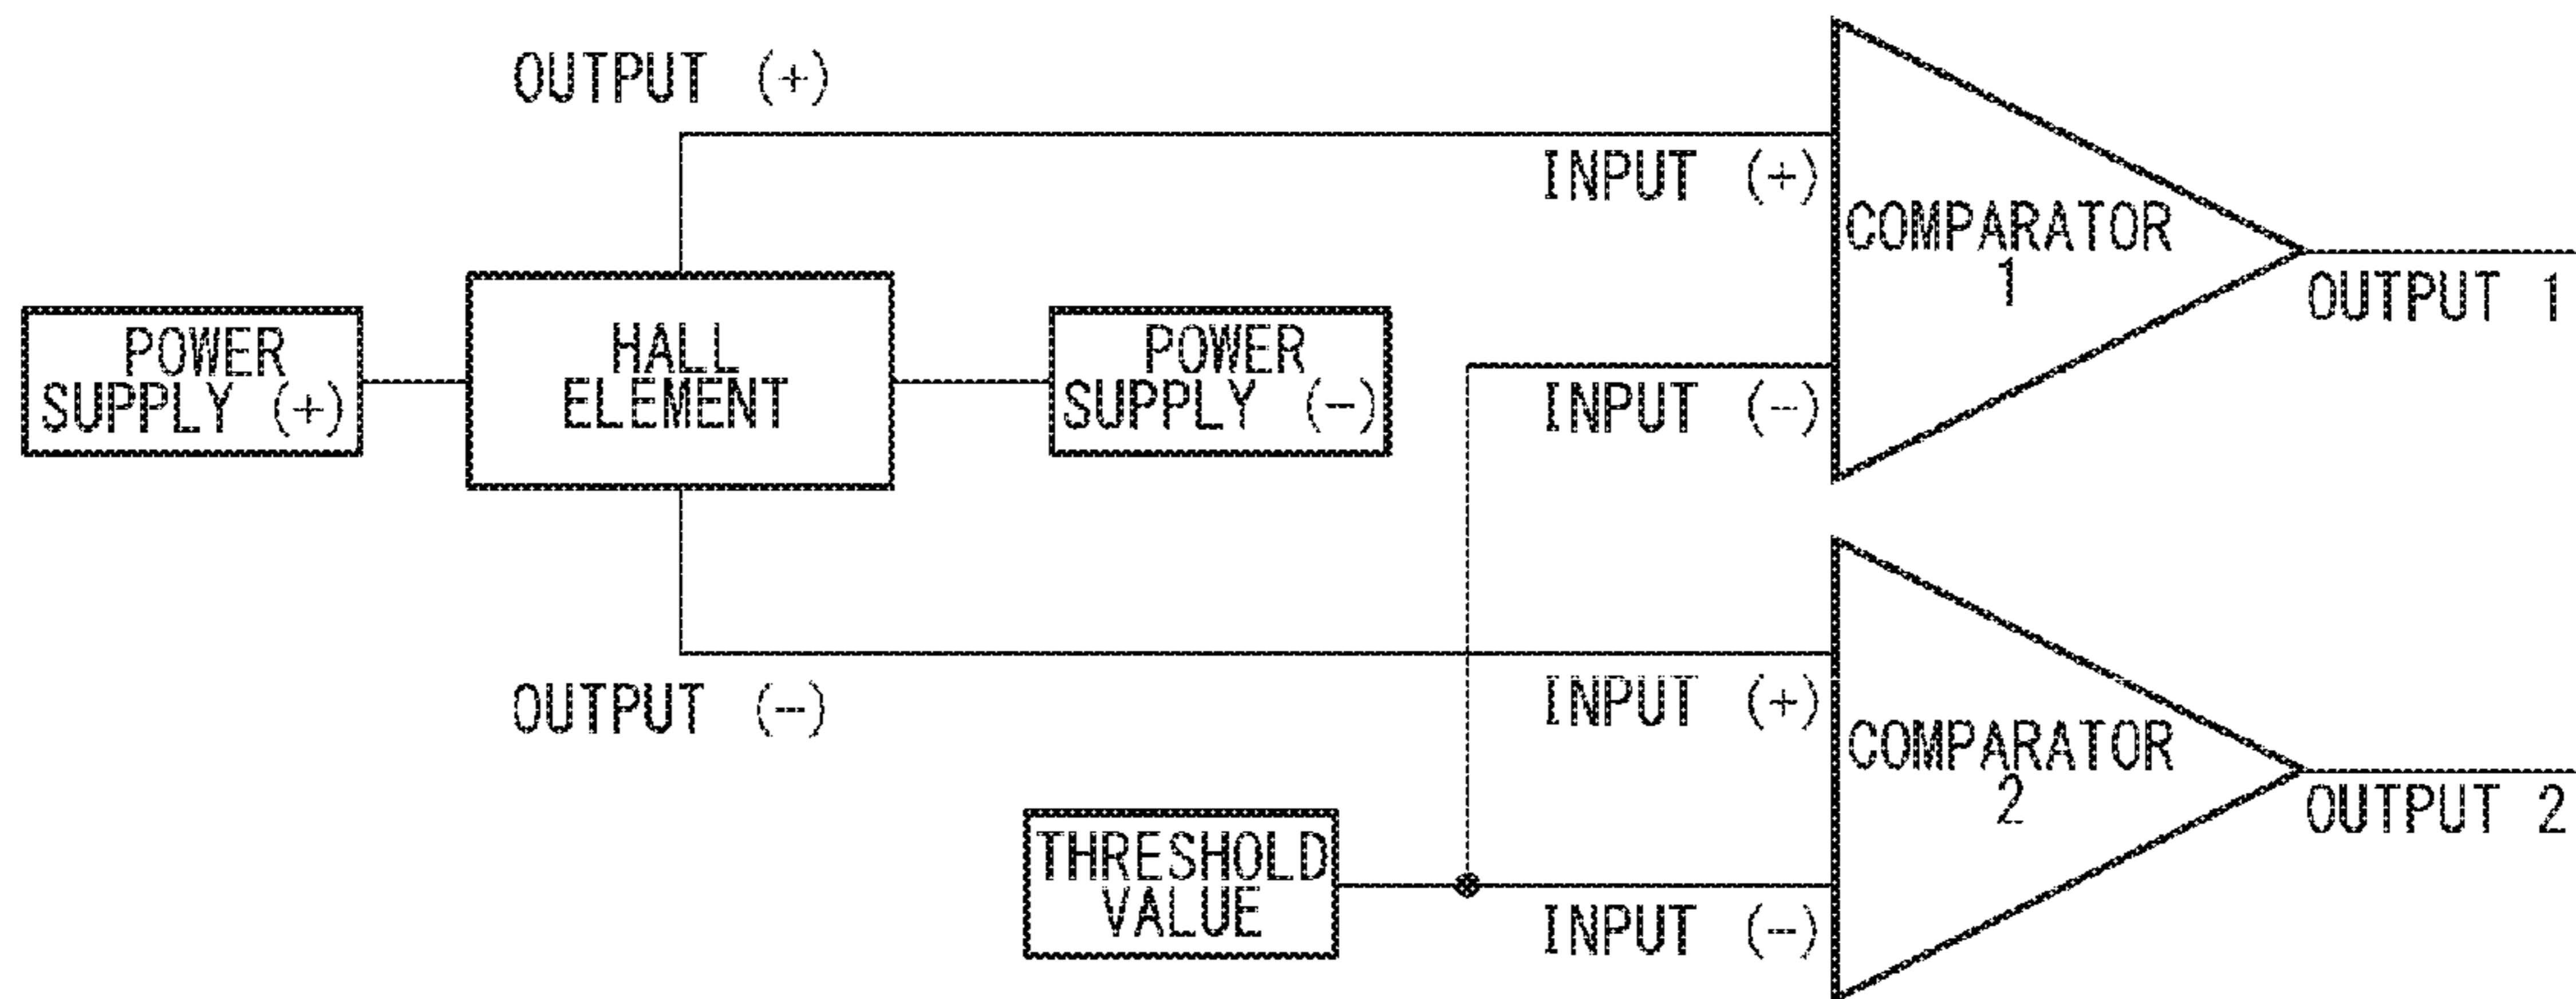 OUTPUT (+)
INPUT (+)
COMPARATOR
1
OUTPUT 1
POWER
SUPPLY (+)
HALL
ELEMENT
POWER
SUPPLY (-)
INPUT (-)
OUTPUT (-)
INPUT (+)
COMPARATOR
2
OUTPUT 2
THRESHOLD
VALUE
INPUT (-)